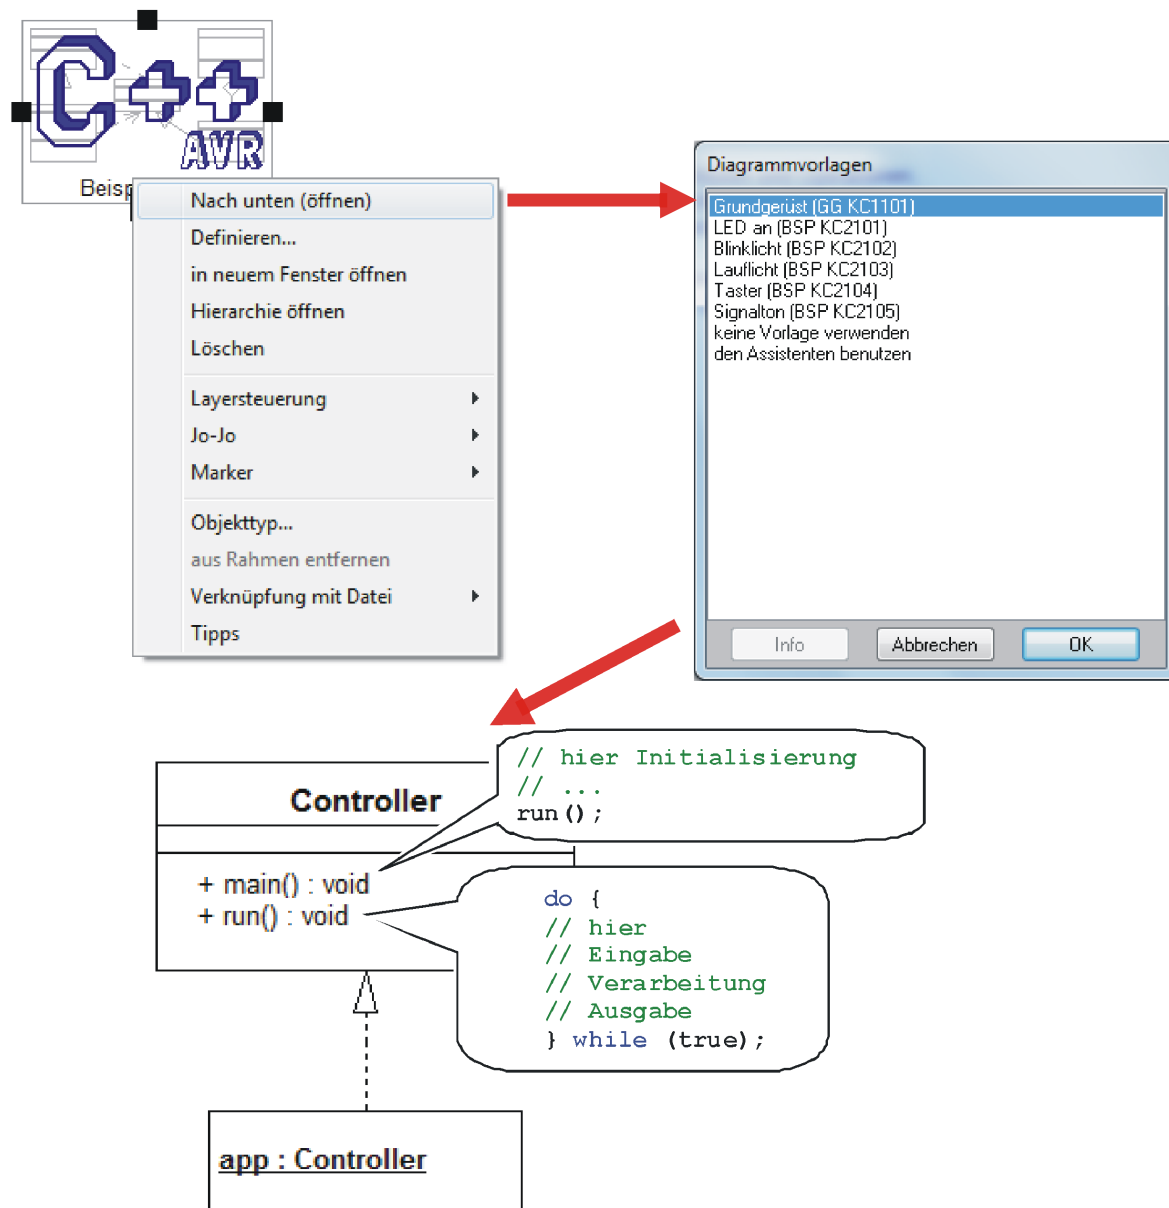 C++
AVR
Beisp
Nach unten (öffnen)
Definieren...
in neuem Fenster öffnen
Hierarchie öffnen
Löschen
Layersteuerung
Jo-Jo
Marker
Objekttyp...
aus Rahmen entfernen
Verknüpfung mit Datei
Tipps
Diagrammvorlagen
Grundgerüst (GG KC1101)
LED an (BSP KC2101)
Blinklicht (BSP KC2102)
Lauflicht (BSP KC2103)
Taster (BSP KC2104)
Signalton (BSP KC2105)
keine Vorlage verwenden
den Assistenten benutzen
Info
Abbrechen
OK
// hier Initialisierung
// ...
run();
Controller
+ main() : void
+ run() : void
do {
// hier
// Eingabe
// Verarbeitung
// Ausgabe
} while (true);
app : Controller